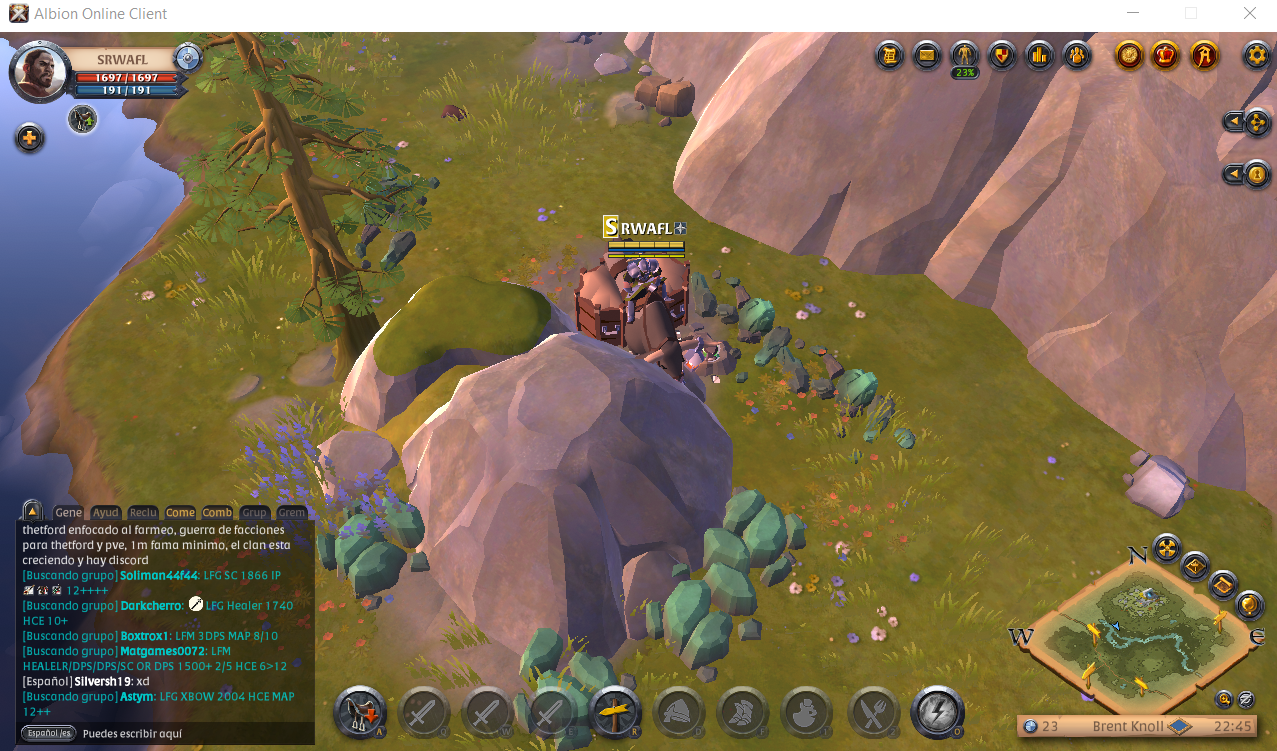 Albion Online Client
SRWAFL
1697 / 1697
191 / 191
23%
SRWAFL
Gene Ayud Reclu Come Comb Grup Grem
thetford enfocado al farmeo, guerro de facciones
para thetford y pve, 1m fama minimo, el clan esta
creciendo y hay discord
[Buscando grupo] Soliman44f44: LFG SC 1866 IP
12++++
[Buscando grupo] Darkcherro: LFG Healer 1740
HCE 10+
[Buscando grupo] Boxtrox1: LFM 3DPS MAP 8/10
[Buscando grupo] Matgames0072: LFM
HEALELR/DPS/DPS/SC OR DPS 1500+ 2/5 HCE 6>12
[Español] Silversh19: xd
[Buscando grupo] Astym: LFG XBOW 2004 HCE MAP
12++
Español /es Puedes escribir aquí
A Q W E R D F 1 2 O
N
W E
23 Brent Knoll 22:45